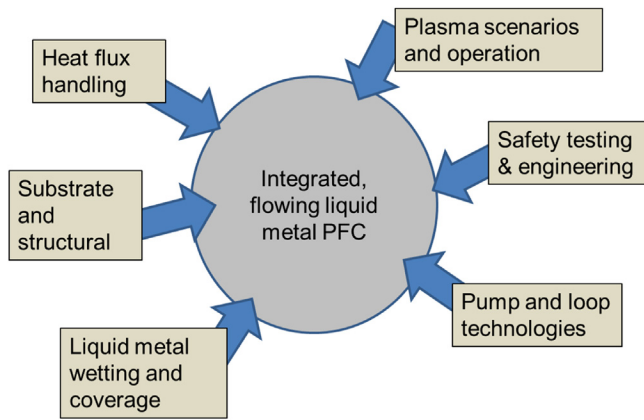 Plasma scenarios
and operation
Heat flux
handling
Safety testing
& engineering
Integrated,
flowing liquid
metal PFC
Substrate
and
structural
Pump and loop
technologies
Liquid metal
wetting and
coverage